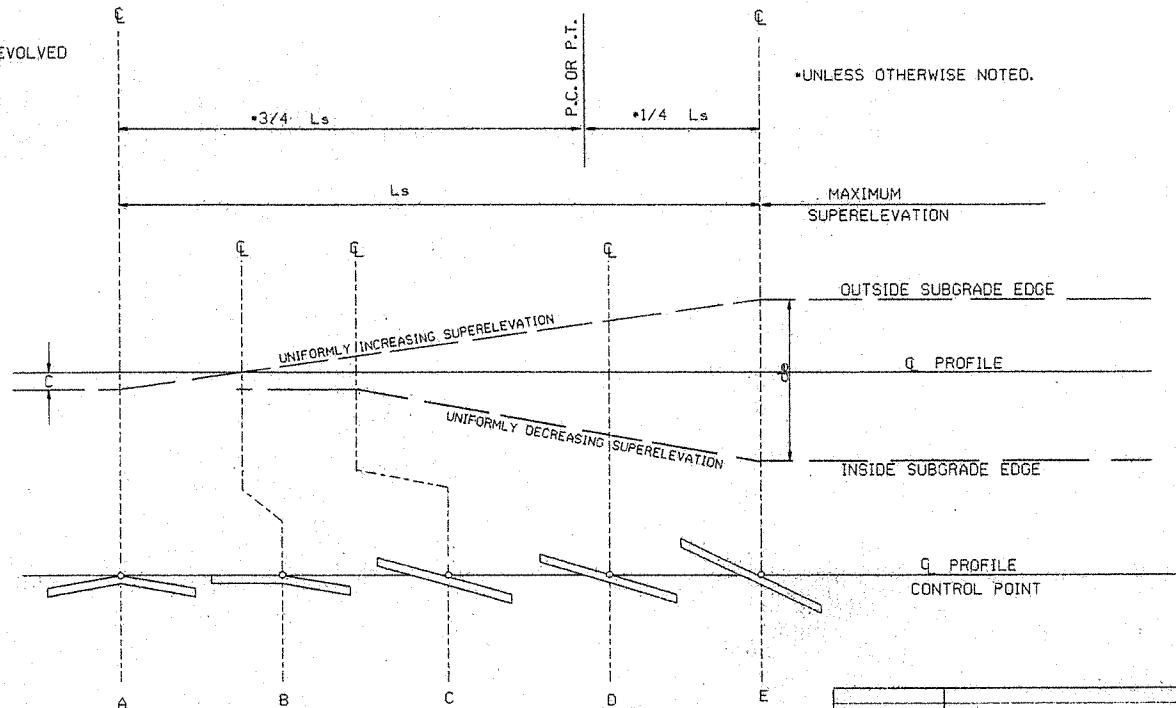 ℄
℄
EVOLVED
P.C. OR P.T.
*UNLESS OTHERWISE NOTED.
*3/4 Ls
*1/4 Ls
Ls
MAXIMUM
SUPERELEVATION
℄
℄
℄
OUTSIDE SUBGRADE EDGE
UNIFORMLY INCREASING SUPERELEVATION
C
℄ PROFILE
de
UNIFORMLY DECREASING SUPERELEVATION
INSIDE SUBGRADE EDGE
℄ PROFILE
CONTROL POINT
A
B
C
D
E